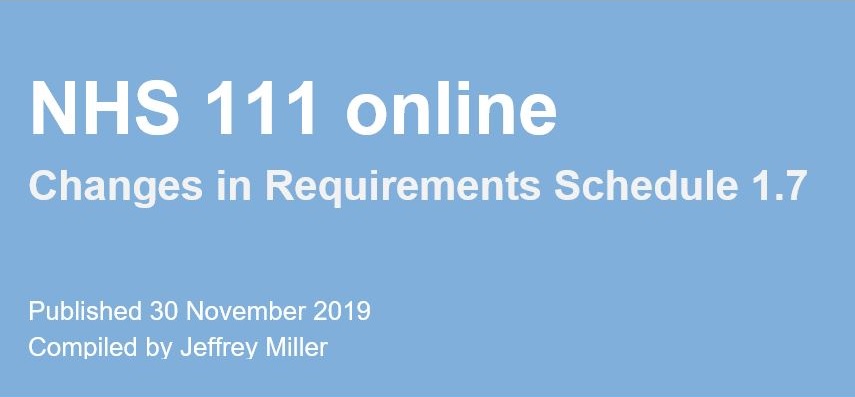 NHS 111 online
Changes in Requirements Schedule 1.7
Published 30 November 2019
Compiled by Jeffrey Miller